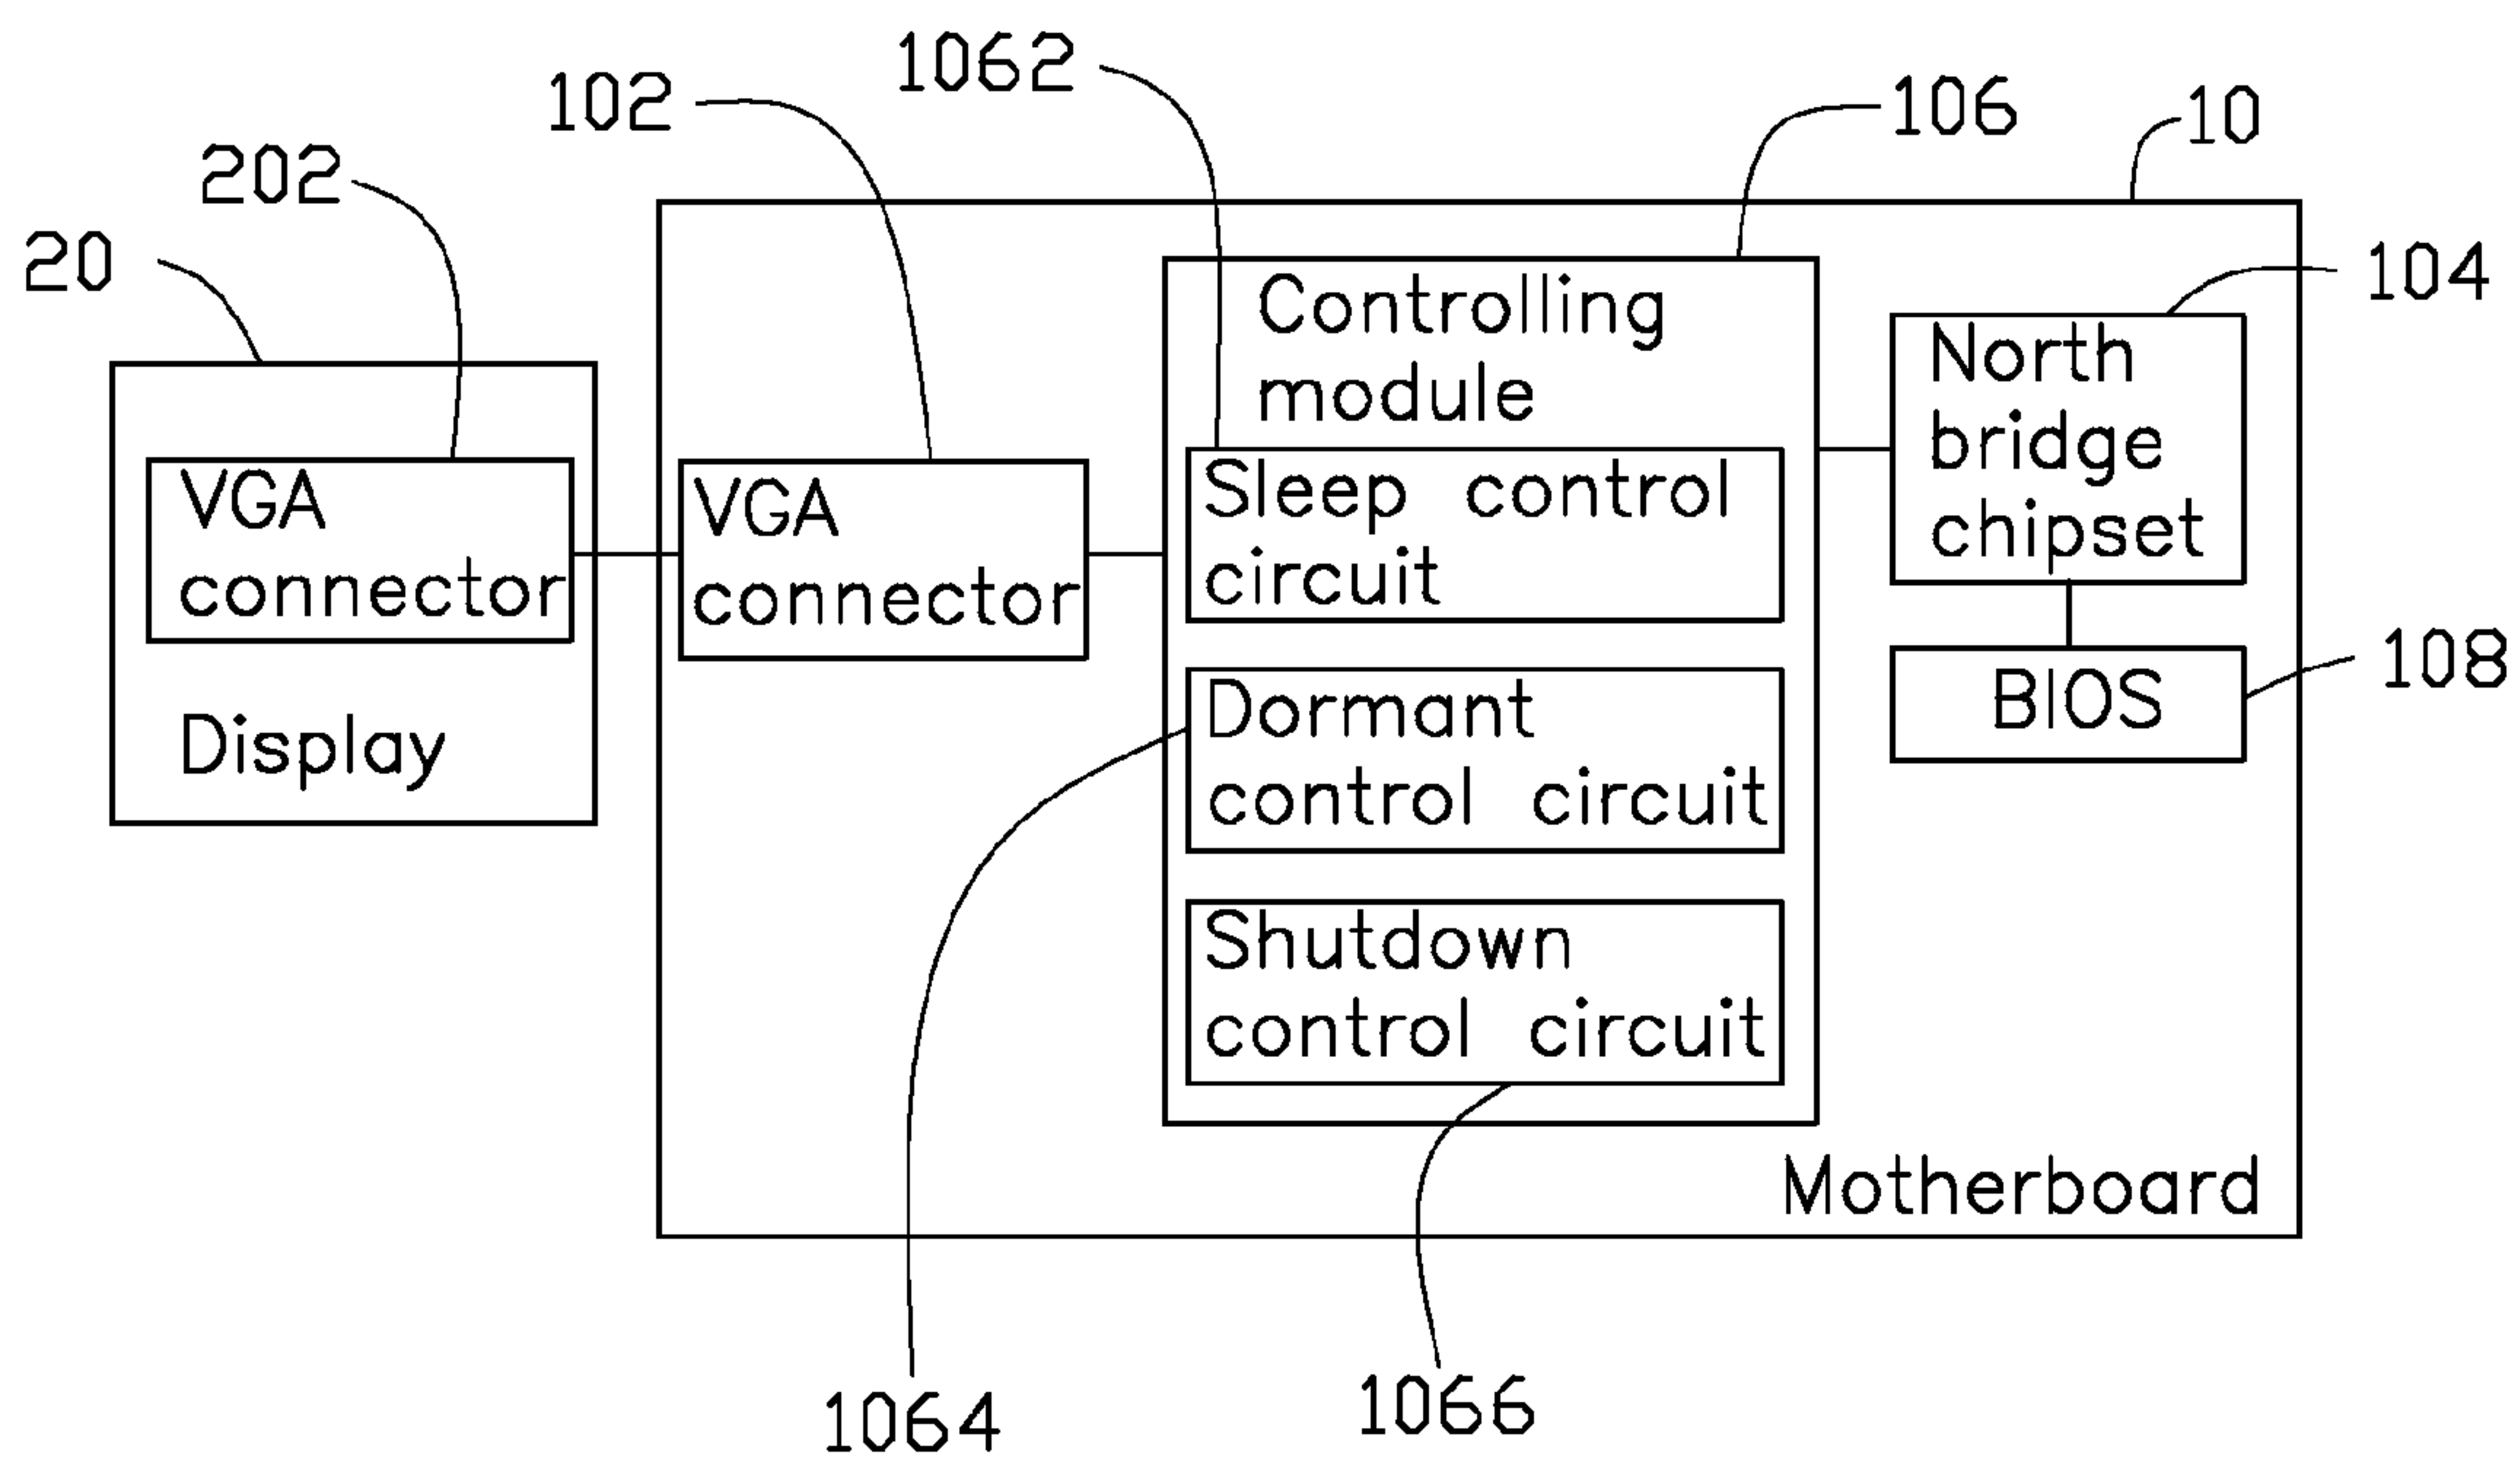 1062
102
106
10
202
20
104
Controlling
module
North
bridge
chipset
VGA
connector
VGA
connector
Sleep control
circuit
Display
Dormant
control circuit
BIOS
108
Shutdown
control circuit
Motherboard
1064
1066